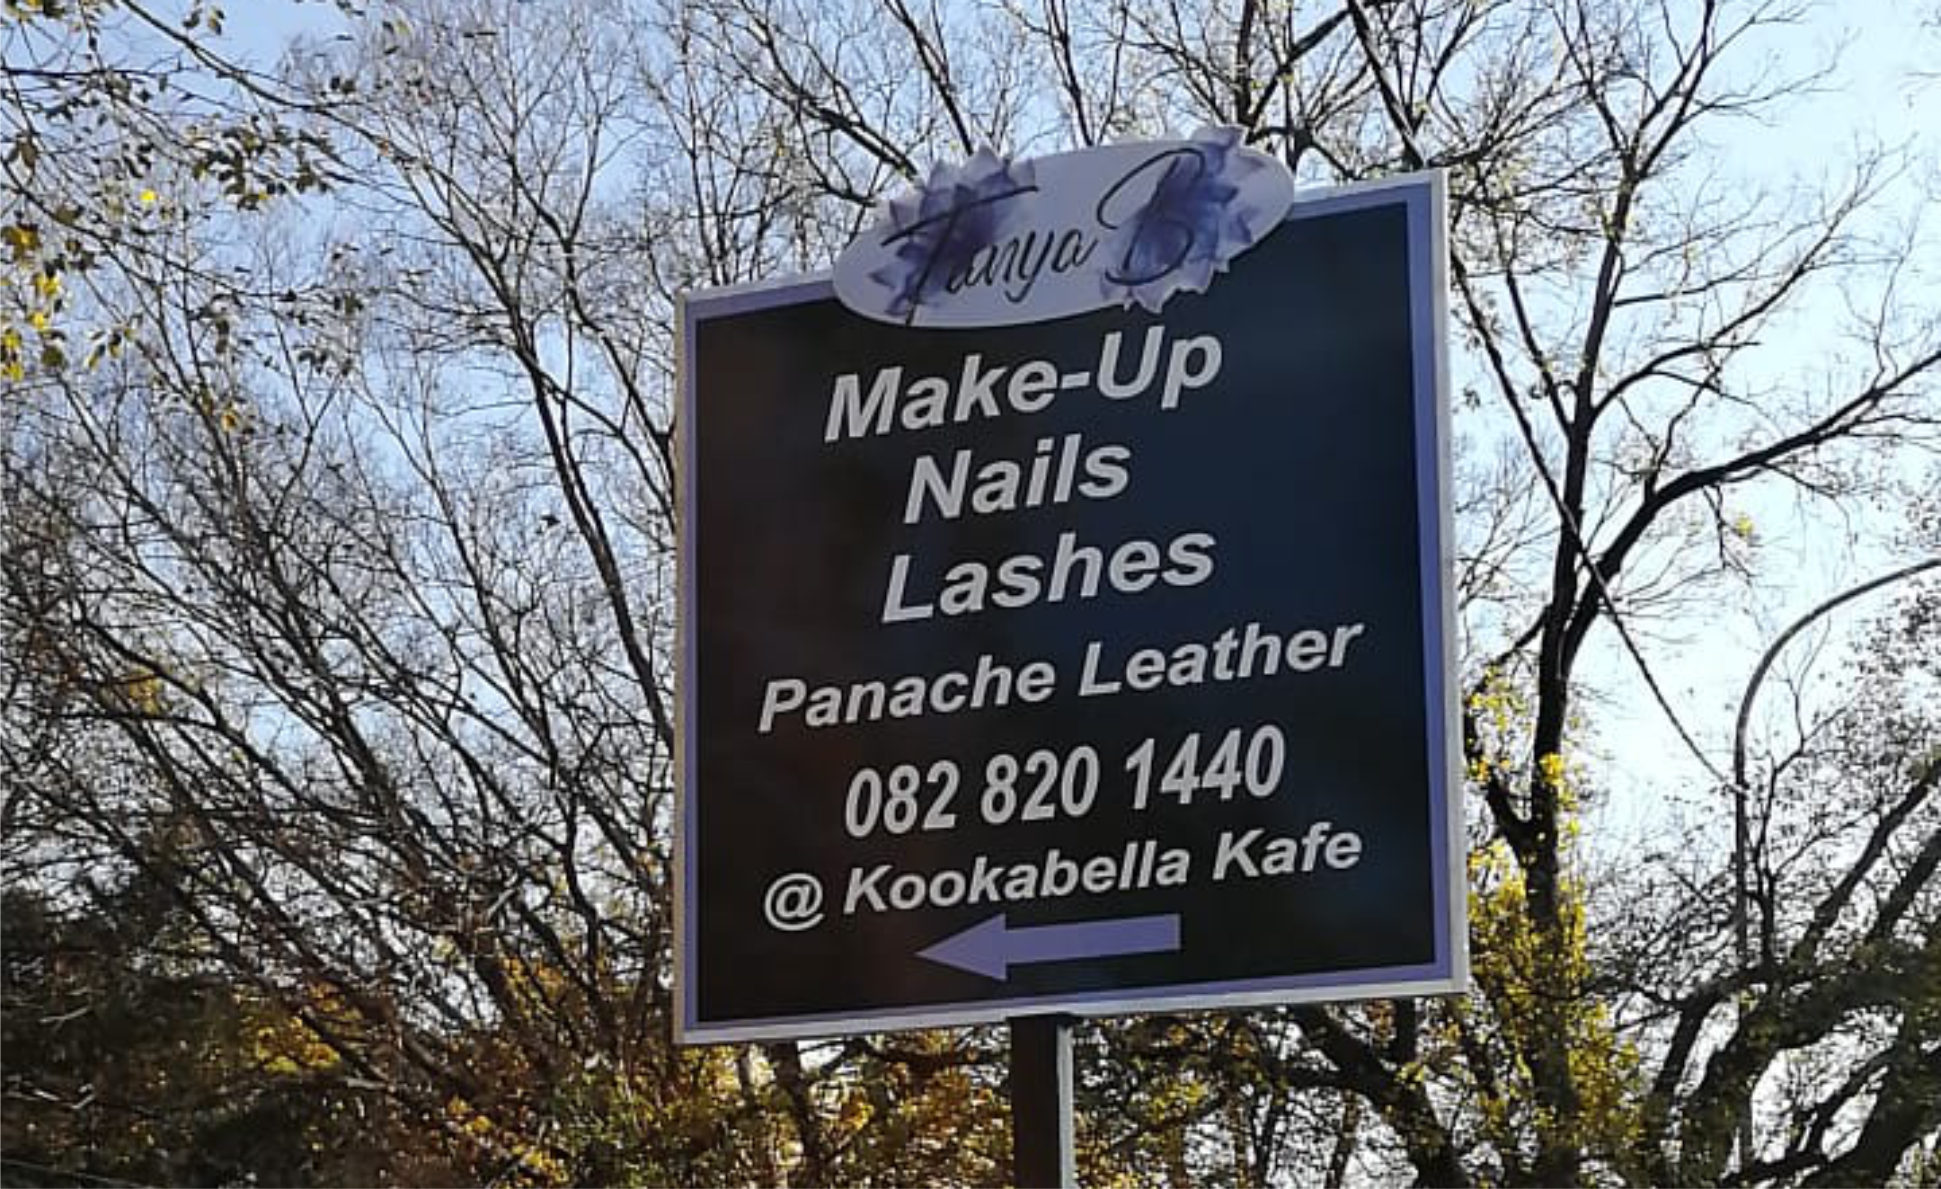 Tanya B
Make-Up
Nails
Lashes
Panache Leather
082 820 1440
@ Kookabella Kafe